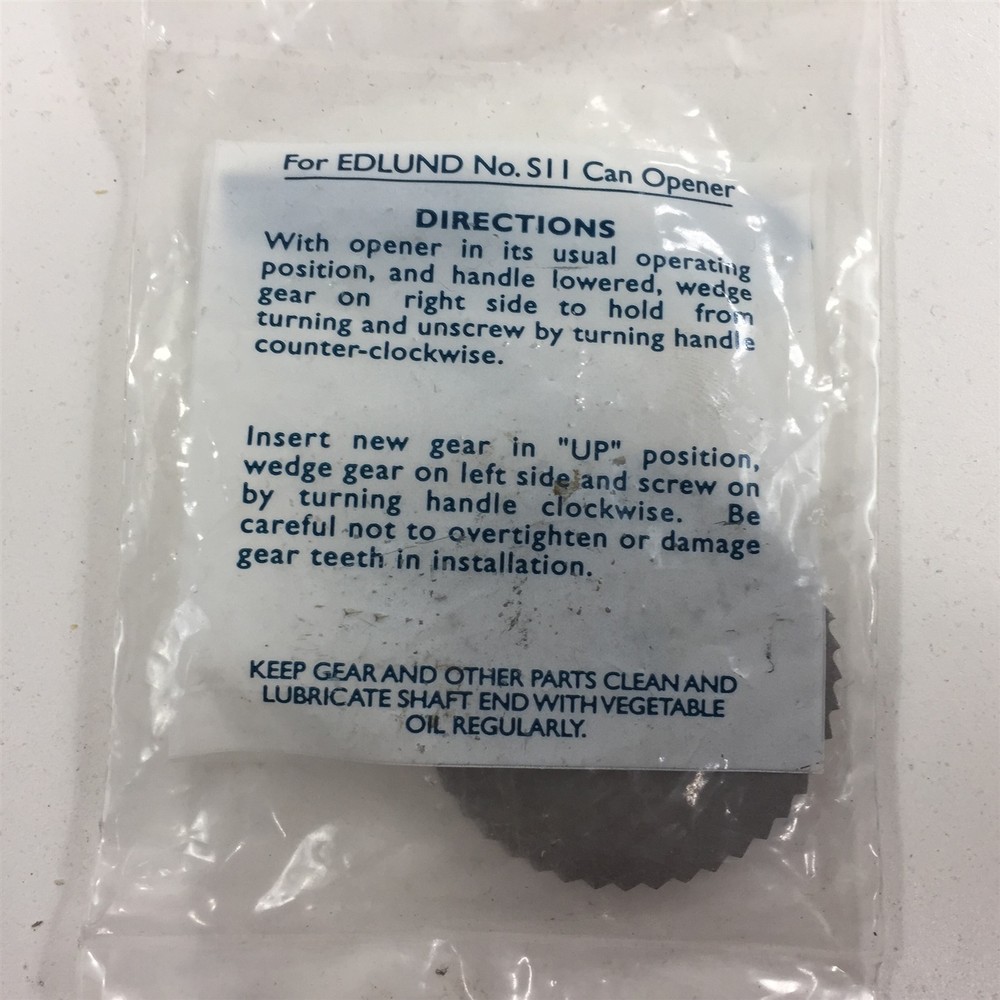 For EDLUND No. S11 Can Opener
DIRECTIONS
With opener in its usual operating
position, and handle lowered, wedge
gear on right side to hold from
turning and unscrew by turning handle
counter-clockwise.
Insert new gear in "UP" position,
wedge gear on left side and screw on
by turning handle clockwise. Be
careful not to overtighten or damage
gear teeth in installation.
KEEP GEAR AND OTHER PARTS CLEAN AND
LUBRICATE SHAFT END WITH VEGETABLE
OIL REGULARLY.